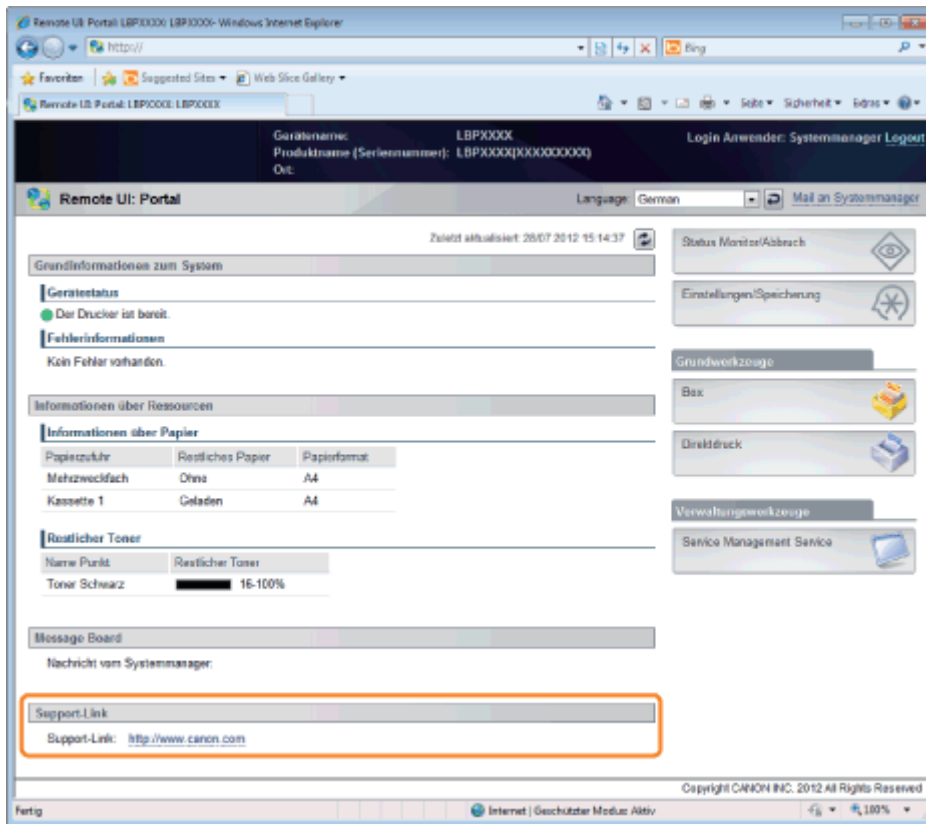 Remote UI: Portal: LBPXXXX: LBPXXXX- Windows Internet Explorer
http://
Bing
Favoriten Suggested Sites Web Slice Gallery
Remote UI: Portal: LBPXXXX: LBPXXXX
Seite Sicherheit Extras
Gerätename: LBPXXXX
Login Anwender: Systemmanager Logout
Produktname (Seriennummer): LBPXXXX(XXXXXXXXX)
Ort:
Remote UI: Portal
Language: German
Mail an Systemmanager
Zuletzt aktualisiert: 28/07 2012 15:14:37
Grundinformationen zum System
Gerätestatus
Der Drucker ist bereit.
Fehlerinformationen
Kein Fehler vorhanden.
Informationen über Ressourcen
Informationen über Papier
Papierzufuhr Restliches Papier Papierformat
Mehrzweckfach Ohne A4
Kassette 1 Geladen A4
Restlicher Toner
Name Punkt Restlicher Toner
Toner Schwarz 16-100%
Message Board
Nachricht vom Systemmanager:
Support-Link
Support-Link: http://www.canon.com
Status Monitor/Abbruch
Einstellungen/Speicherung
Grundwerkzeuge
Box
Direktdruck
Verwaltungswerkzeuge
Service Management Service
Copyright CANON INC. 2012 All Rights Reserved
Fertig
Internet | Geschützter Modus: Aktiv
100%